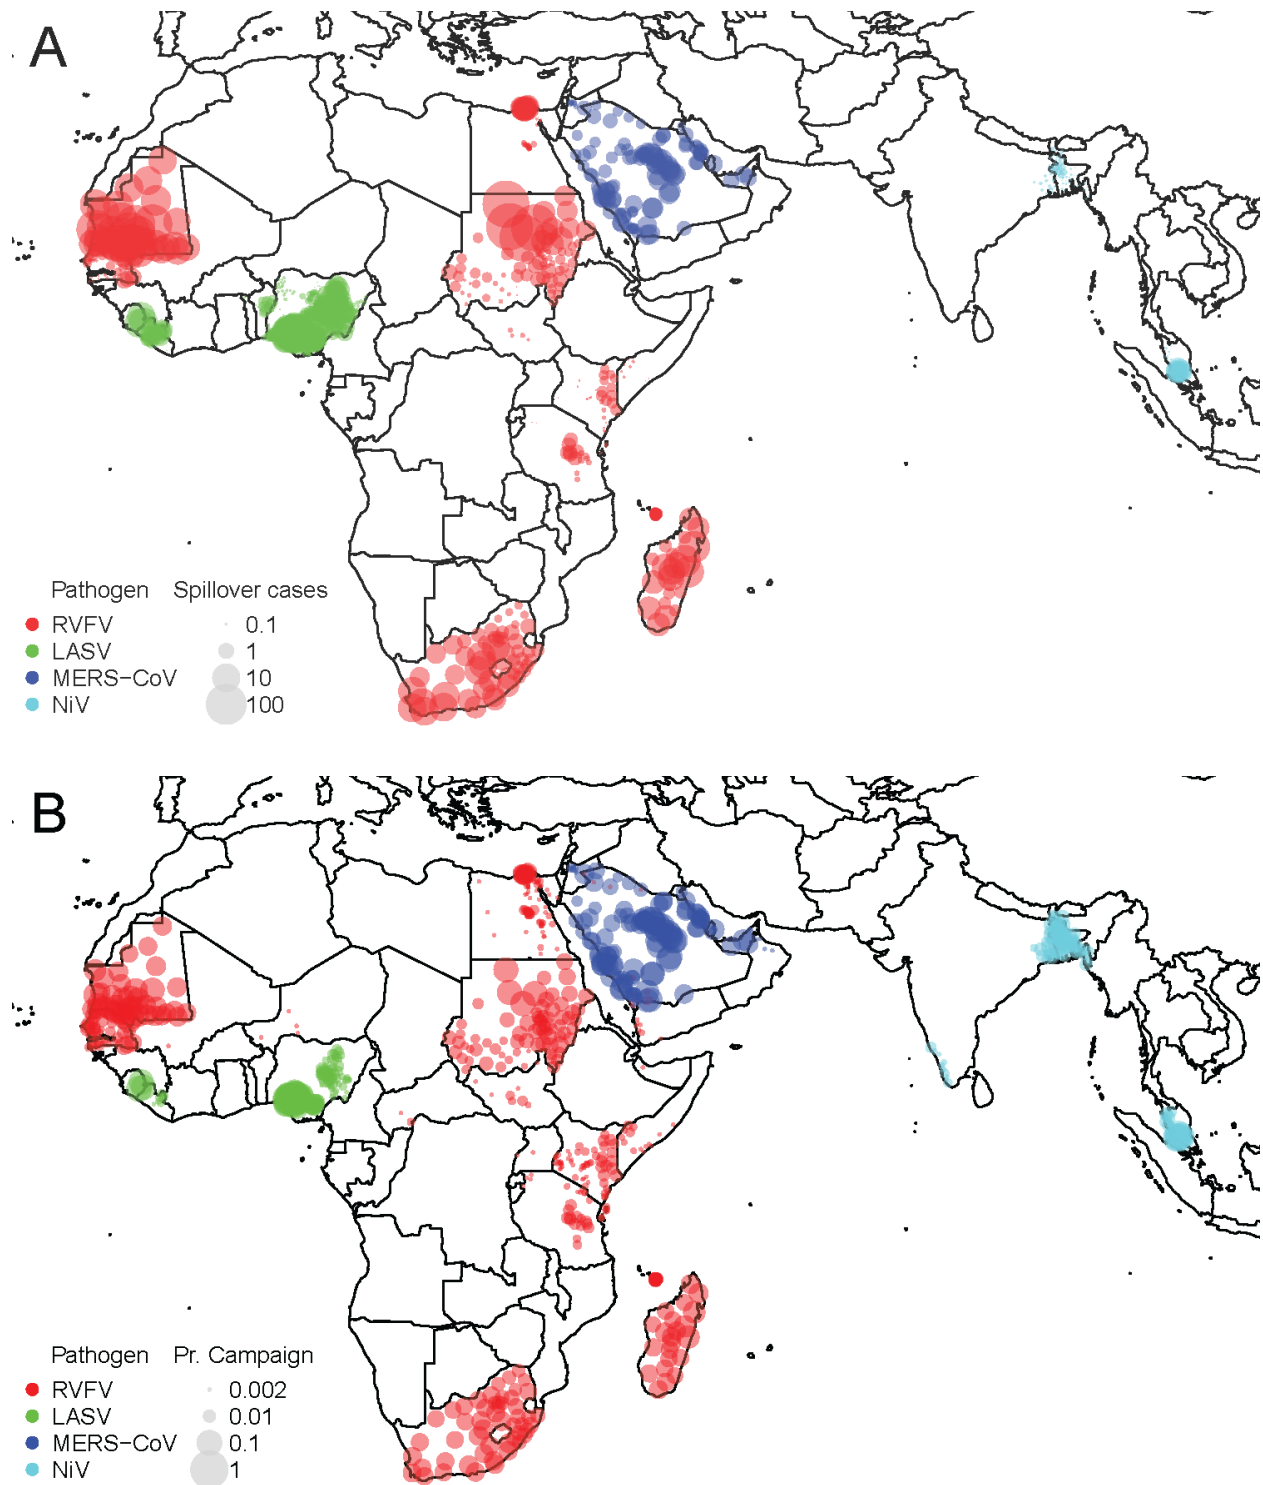 A
Pathogen Spillover cases
RVFV 0.1
LASV 1
MERS−CoV 10
NiV 100
B
Pathogen Pr. Campaign
RVFV 0.002
LASV 0.01
MERS−CoV 0.1
NiV 1